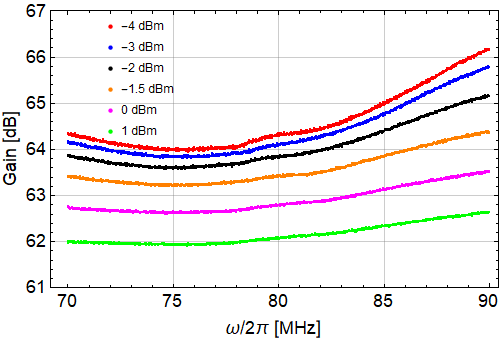 67
66
65
64
63
62
61
Gain [dB]
−4 dBm
−3 dBm
−2 dBm
−1.5 dBm
0 dBm
1 dBm
70 75 80 85 90
ω/2π [MHz]